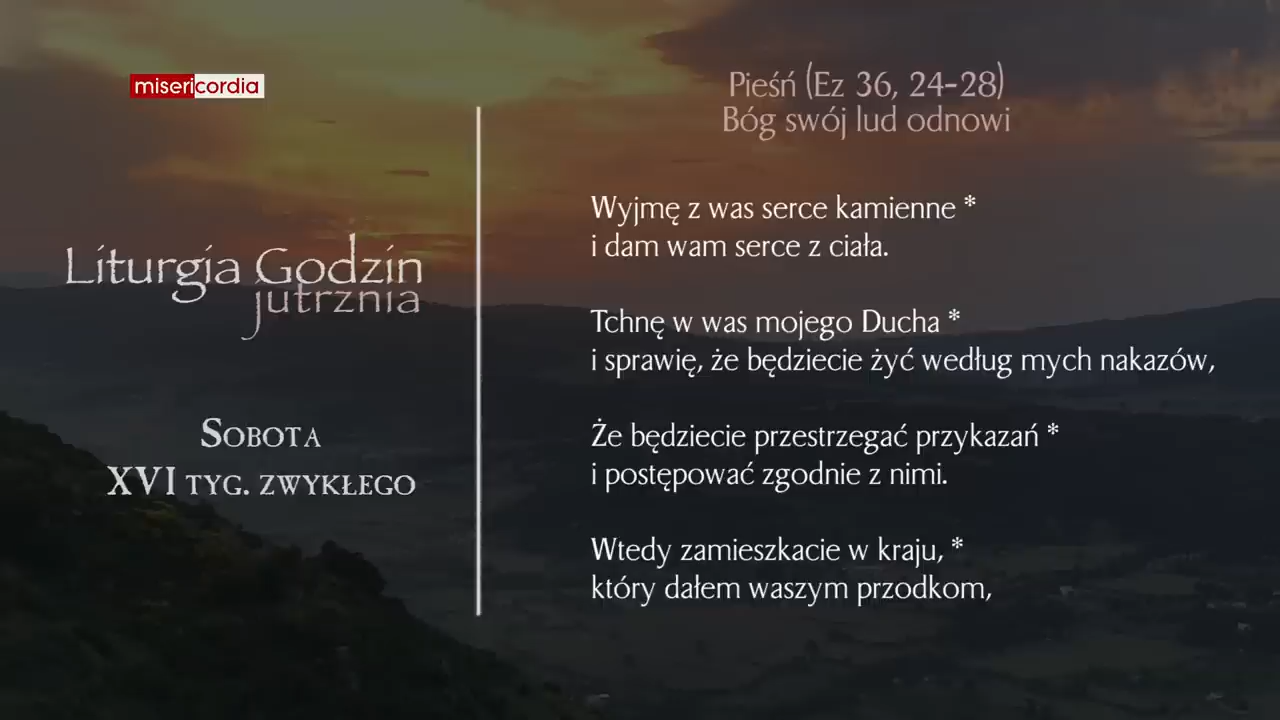 misericordia
Liturgia Godzin
jutrznia
Sobota
XVI tyg. zwykłego
Pieśń (Ez 36, 24-28)
Bóg swój lud odnowi
Wyjmę z was serce kamienne *
i dam wam serce z ciała.
Tchnę w was mojego Ducha *
i sprawię, że będziecie żyć według mych nakazów,
Że będziecie przestrzegać przykazań *
i postępować zgodnie z nimi.
Wtedy zamieszkacie w kraju, *
który dałem waszym przodkom,